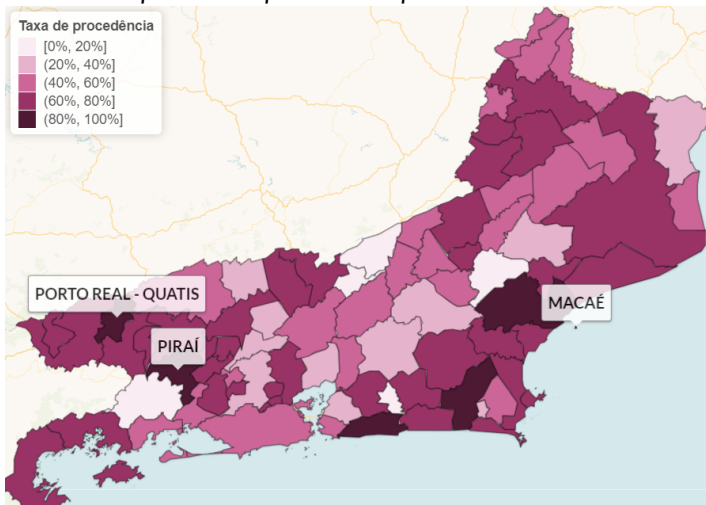 Taxa de procedência
[0%, 20%]
(20%, 40%]
(40%, 60%]
(60%, 80%]
(80%, 100%]
PORTO REAL - QUATIS
MACAÉ
PIRAÍ